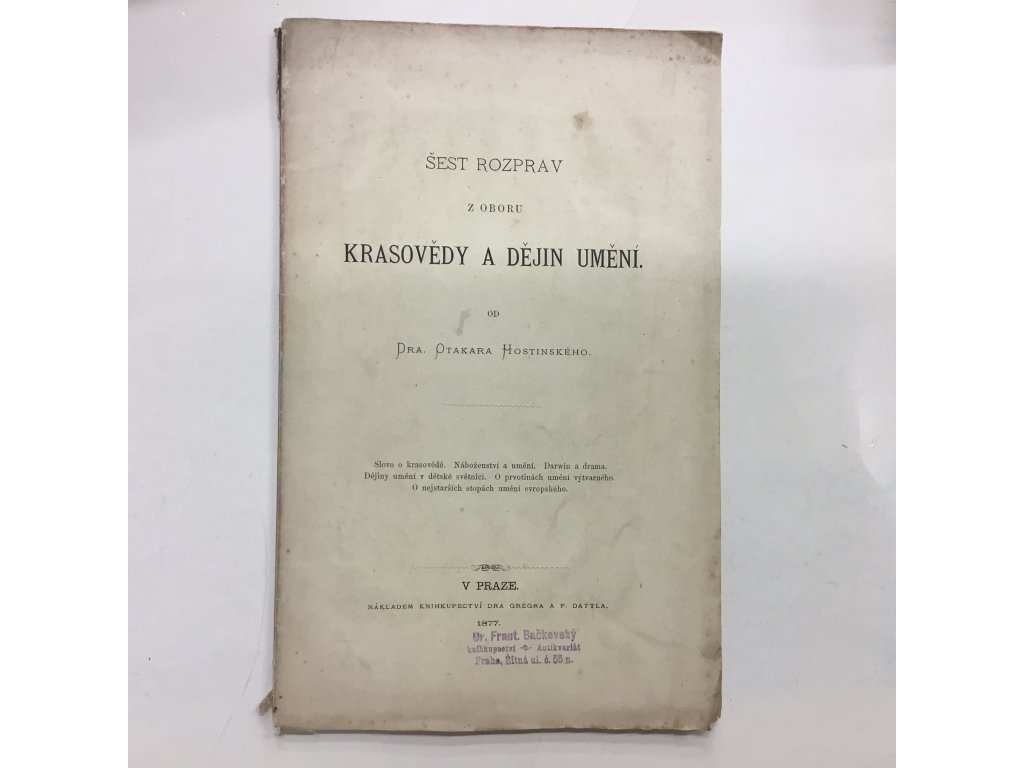 ŠEST ROZPRAV
Z OBORU
KRASOVĚDY A DĚJIN UMĚNÍ.
OD
DRA. OTAKARA HOSTINSKÉHO.
Slovo o krasovědě. Náboženství a umění. Darwin a drama.
Dějiny umění v dětské světnici. O prvotinách umění výtvarného.
O nejstarších stopách umění evropského.
V PRAZE.
NÁKLADEM KNIHKUPECTVÍ DRA GRÉGRA A F. DATTLA.
1877.
Dr. Frant. Bačkovský
knihkupectví a Antikvariát
Praha, Žitná ul. č. 55 n.